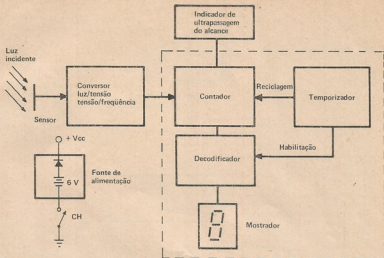 Indicador de
ultrapassagem
do alcance
Luz
incidente
Conversor
luz/tensão
tensão/freqüência
Contador
Reciclagem
Temporizador
Sensor
+ Vcc
Habilitação
Decodificador
6 V
Fonte de
alimentação
CH
Mostrador